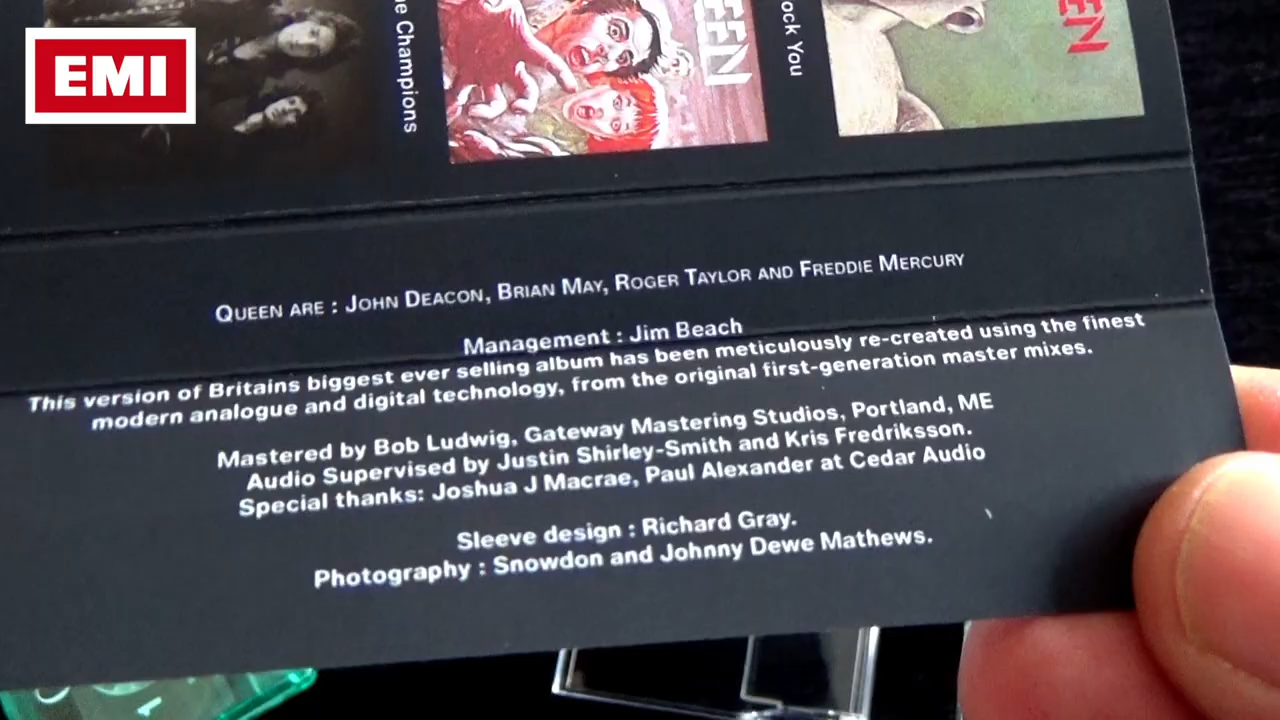 EMI
he Champions
EEN
ock You
EN
QUEEN ARE : JOHN DEACON, BRIAN MAY, ROGER TAYLOR AND FREDDIE MERCURY
Management : Jim Beach
This version of Britains biggest ever selling album has been meticulously re-created using the finest
modern analogue and digital technology, from the original first-generation master mixes.
Mastered by Bob Ludwig, Gateway Mastering Studios, Portland, ME
Audio Supervised by Justin Shirley-Smith and Kris Fredriksson.
Special thanks: Joshua J Macrae, Paul Alexander at Cedar Audio
Sleeve design : Richard Gray.
Photography : Snowdon and Johnny Dewe Mathews.